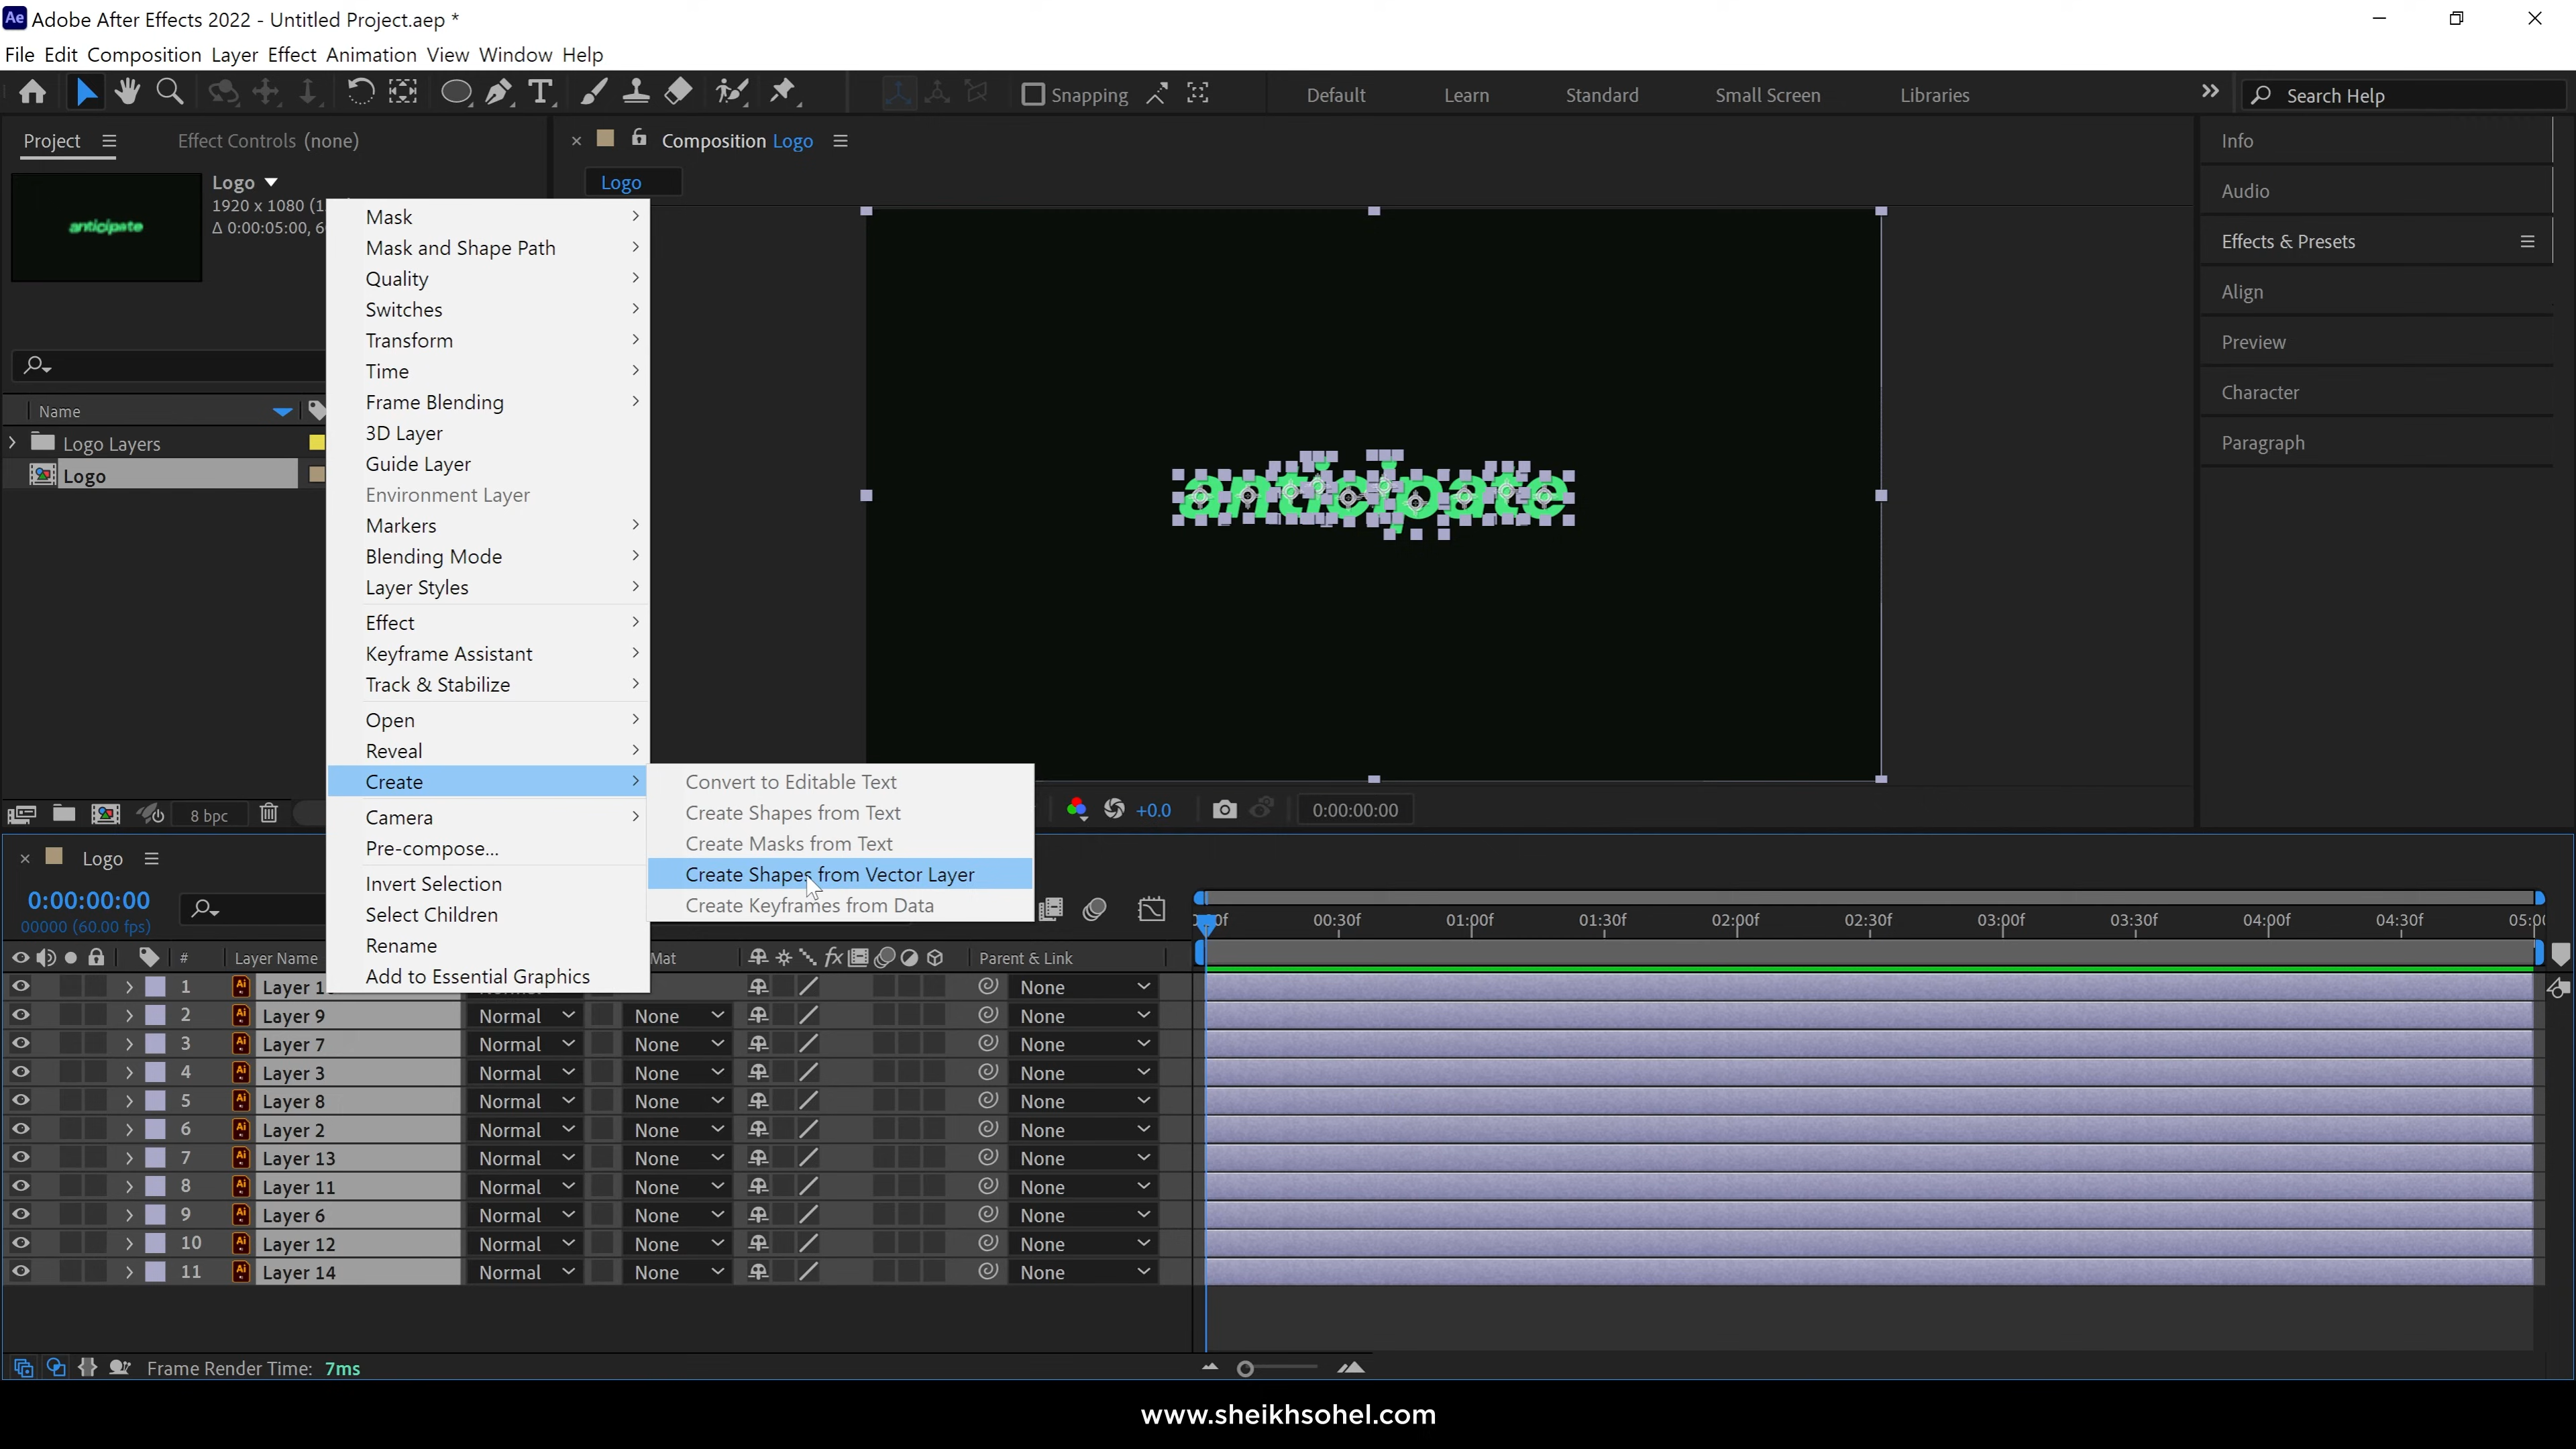 Adobe After Effects 2022 - Untitled Project.aep *
File Edit Composition Layer Effect Animation View Window Help
Snapping Default Learn Standard Small Screen Libraries Search Help
Project Effect Controls (none)
Composition Logo
Logo
Logo
1920 x 1080 (1
Δ 0:00:05:00, 6
anticipate
Name
Logo Layers
Logo
8 bpc
Mask
Mask and Shape Path
Quality
Switches
Transform
Time
Frame Blending
3D Layer
Guide Layer
Environment Layer
Markers
Blending Mode
Layer Styles
Effect
Keyframe Assistant
Track & Stabilize
Open
Reveal
Create
Camera
Pre-compose...
Invert Selection
Select Children
Rename
Add to Essential Graphics
Convert to Editable Text
Create Shapes from Text
Create Masks from Text
Create Shapes from Vector Layer
Create Keyframes from Data
anticipate
+0.0 0:00:00:00
Info
Audio
Effects & Presets
Align
Preview
Character
Paragraph
Logo
0:00:00:00
00000 (60.00 fps)
00:30f 01:00f 01:30f 02:00f 02:30f 03:00f 03:30f 04:00f 04:30f 05:0
# Layer Name Mat Parent & Link
1 Layer 1 None
2 Layer 9 Normal None None
3 Layer 7 Normal None None
4 Layer 3 Normal None None
5 Layer 8 Normal None None
6 Layer 2 Normal None None
7 Layer 13 Normal None None
8 Layer 11 Normal None None
9 Layer 6 Normal None None
10 Layer 12 Normal None None
11 Layer 14 Normal None None
Frame Render Time: 7ms
www.sheikhsohel.com